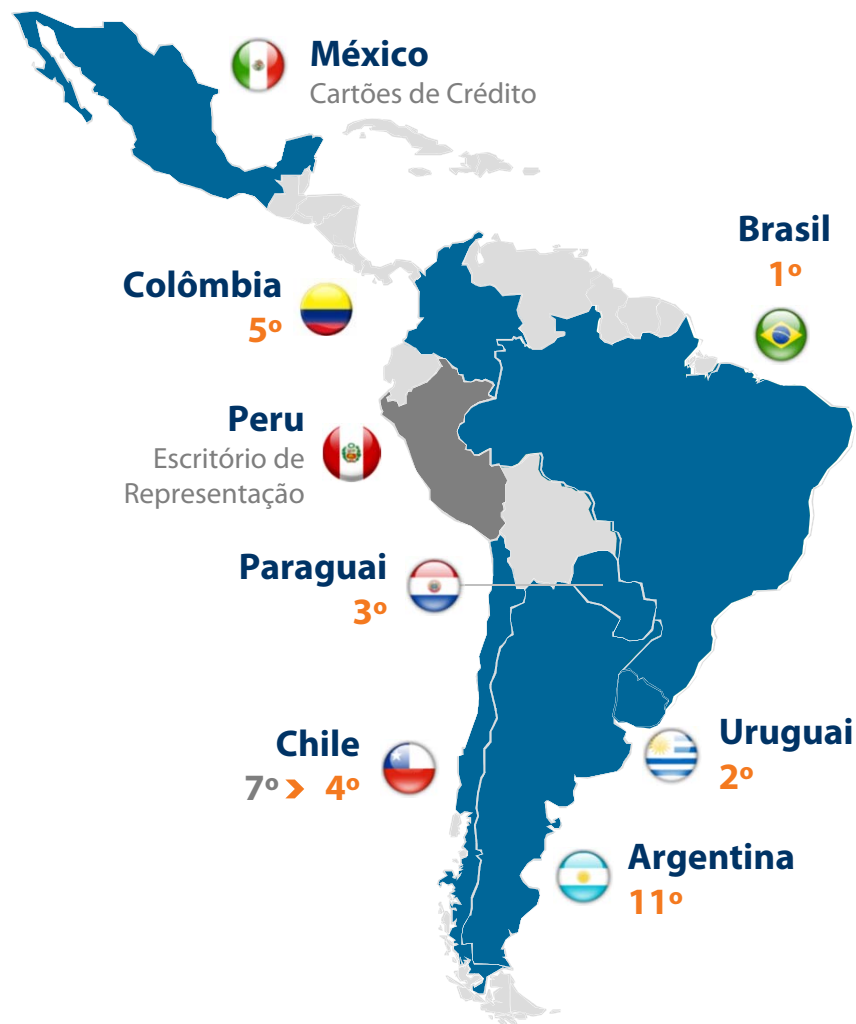 México
Cartões de Crédito
Brasil
1º
Colômbia
5º
Peru
Escritório de
Representação
Paraguai
3º
Chile
7º > 4º
Uruguai
2º
Argentina
11º